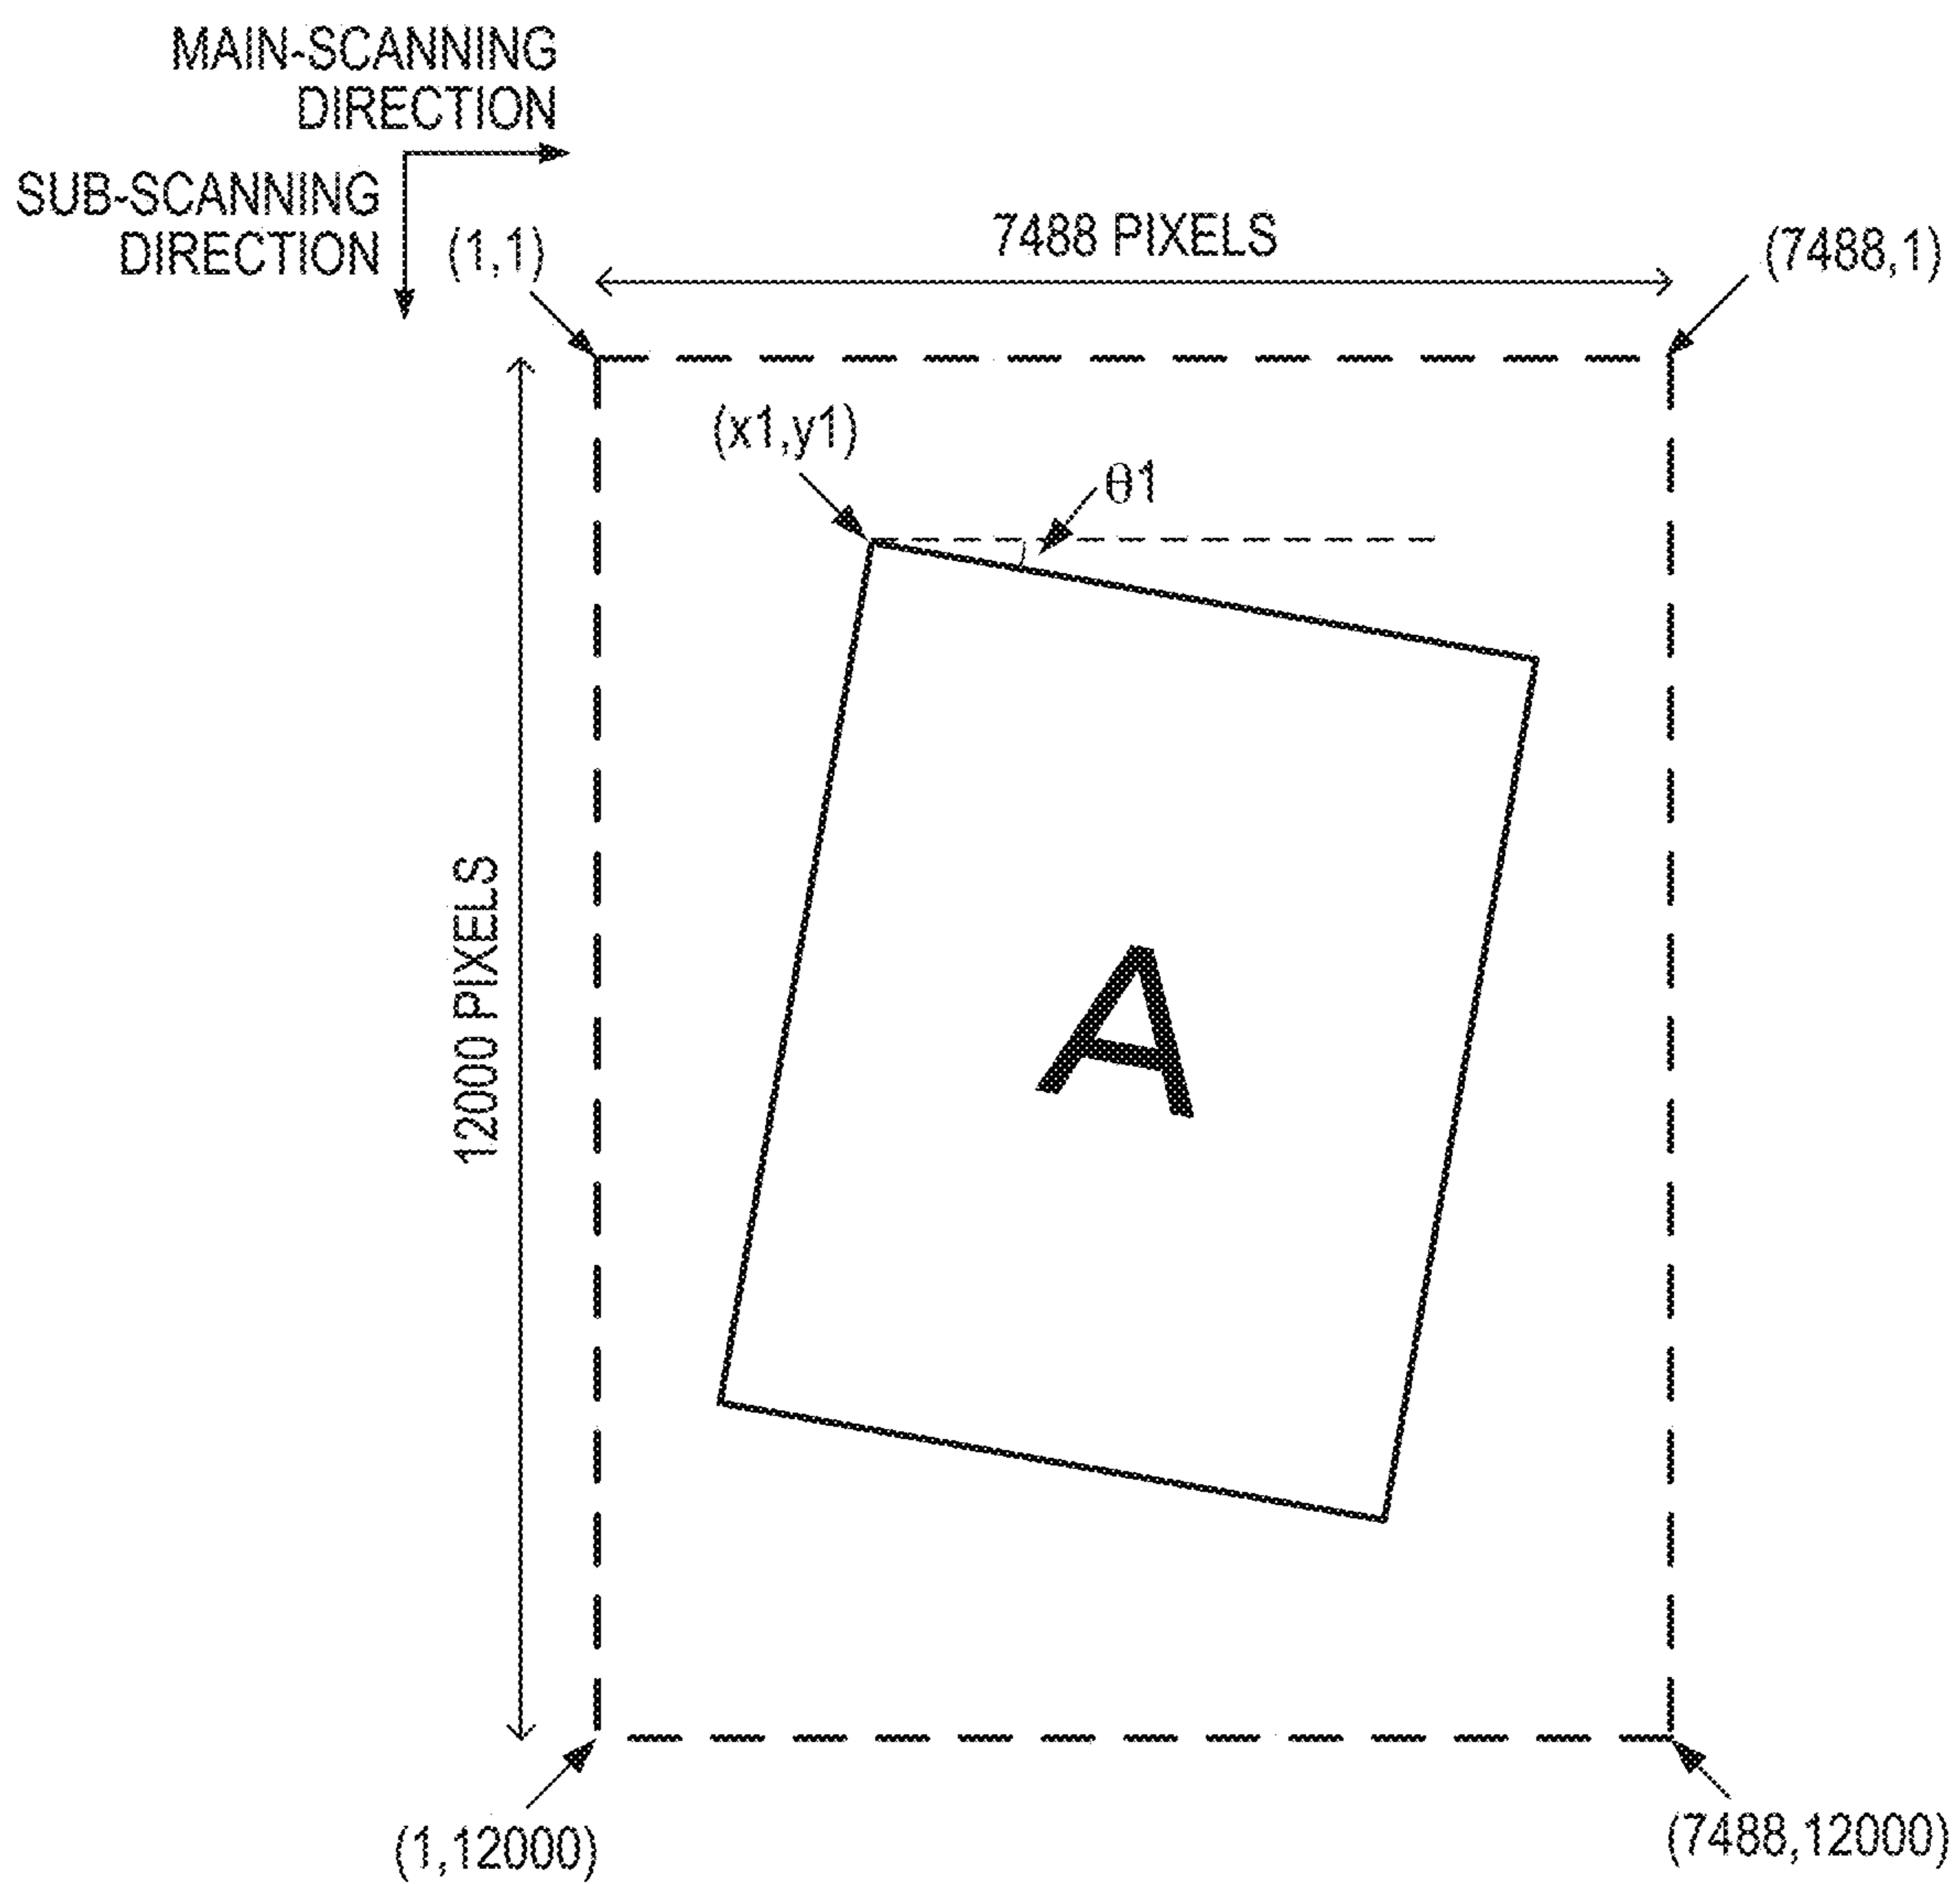 MAIN-SCANNING
DIRECTION
SUB-SCANNING
DIRECTION
(1,1)
7488 PIXELS
(7488,1)
(x1,y1)
θ1
12000 PIXELS
A
(1,12000)
(7488,12000)